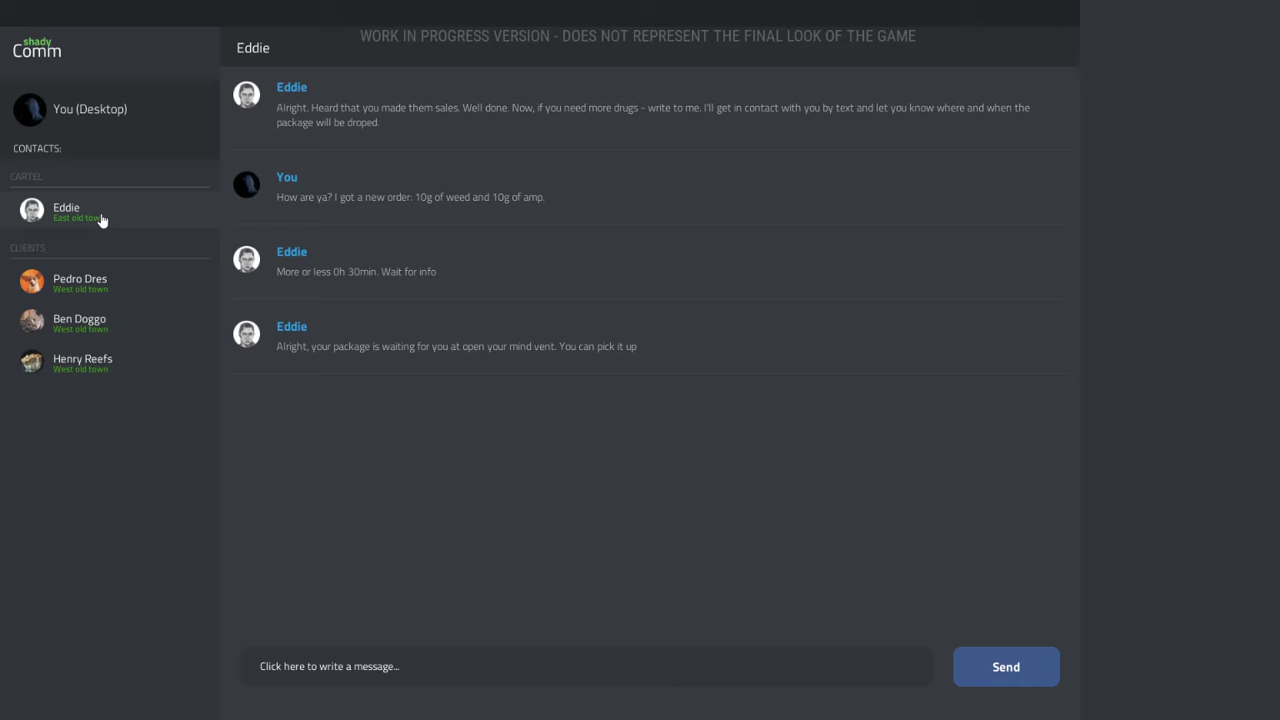 shady
Comm
WORK IN PROGRESS VERSION - DOES NOT REPRESENT THE FINAL LOOK OF THE GAME
Eddie
You (Desktop)
CONTACTS:
CARTEL
Eddie
East old town
CLIENTS
Pedro Dres
West old town
Ben Doggo
West old town
Henry Reefs
West old town
Eddie
Alright. Heard that you made them sales. Well done. Now, if you need more drugs - write to me. I'll get in contact with you by text and let you know where and when the
package will be droped.
You
How are ya? I got a new order: 10g of weed and 10g of amp.
Eddie
More or less 0h 30min. Wait for info
Eddie
Alright, your package is waiting for you at open your mind vent. You can pick it up
Click here to write a message...
Send